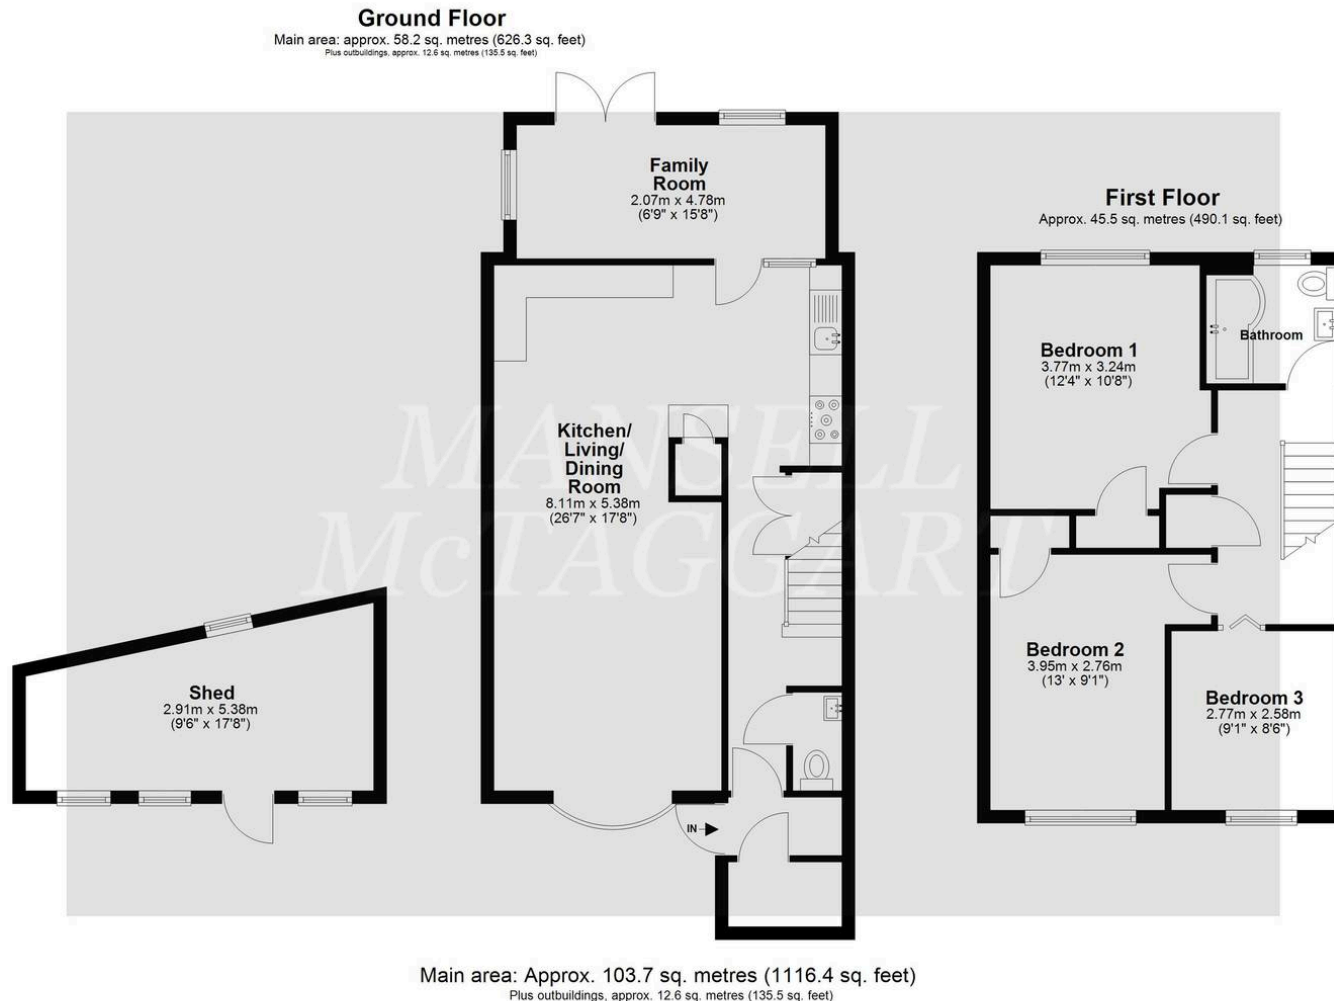 Ground Floor
Main area: approx. 58.2 sq. metres (626.3 sq. feet)
Plus outbuildings, approx. 12.6 sq. metres (135.5 sq. feet)
Family
Room
2.07m x 4.78m
(6'9" x 15'8")
First Floor
Approx. 45.5 sq. metres (490.1 sq. feet)
Bathroom
Bedroom 1
3.77m x 3.24m
(12'4" x 10'8")
Kitchen/
Living/
Dining
Room
8.11m x 5.38m
(26'7" x 17'8")
MANSELL
McTAGGART
Bedroom 2
3.95m x 2.76m
(13' x 9'1")
Shed
2.91m x 5.38m
(9'6" x 17'8")
Bedroom 3
2.77m x 2.58m
(9'1" x 8'6")
IN
Main area: Approx. 103.7 sq. metres (1116.4 sq. feet)
Plus outbuildings, approx. 12.6 sq. metres (135.5 sq. feet)